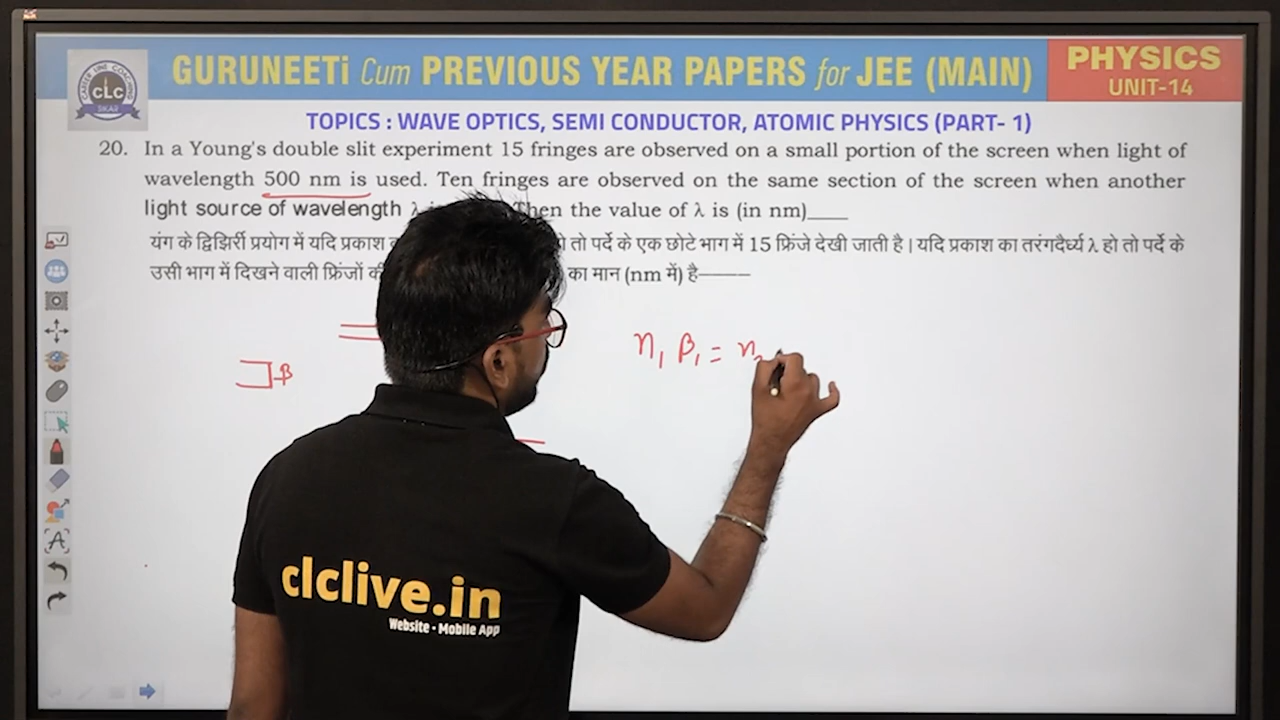 GURUNEETi Cum PREVIOUS YEAR PAPERS for JEE (MAIN)
PHYSICS
UNIT-14
CLC
SIKAR
TOPICS : WAVE OPTICS, SEMI CONDUCTOR, ATOMIC PHYSICS (PART- 1)
20. In a Young's double slit experiment 15 fringes are observed on a small portion of the screen when light of
wavelength 500 nm is used. Ten fringes are observed on the same section of the screen when another
light source of wavelength λ Then the value of λ is (in nm)____
यंग के द्विझिर्री प्रयोग में यदि प्रकाश हो तो पर्दे के एक छोटे भाग में 15 फ्रिंजे देखी जाती है। यदि प्रकाश का तरंगदैर्ध्य λ हो तो पर्दे के
उसी भाग में दिखने वाली फ्रिंजों का मान (nm में) है——
n₁ β₁ = n₂
β
clclive.in
Website • Mobile App